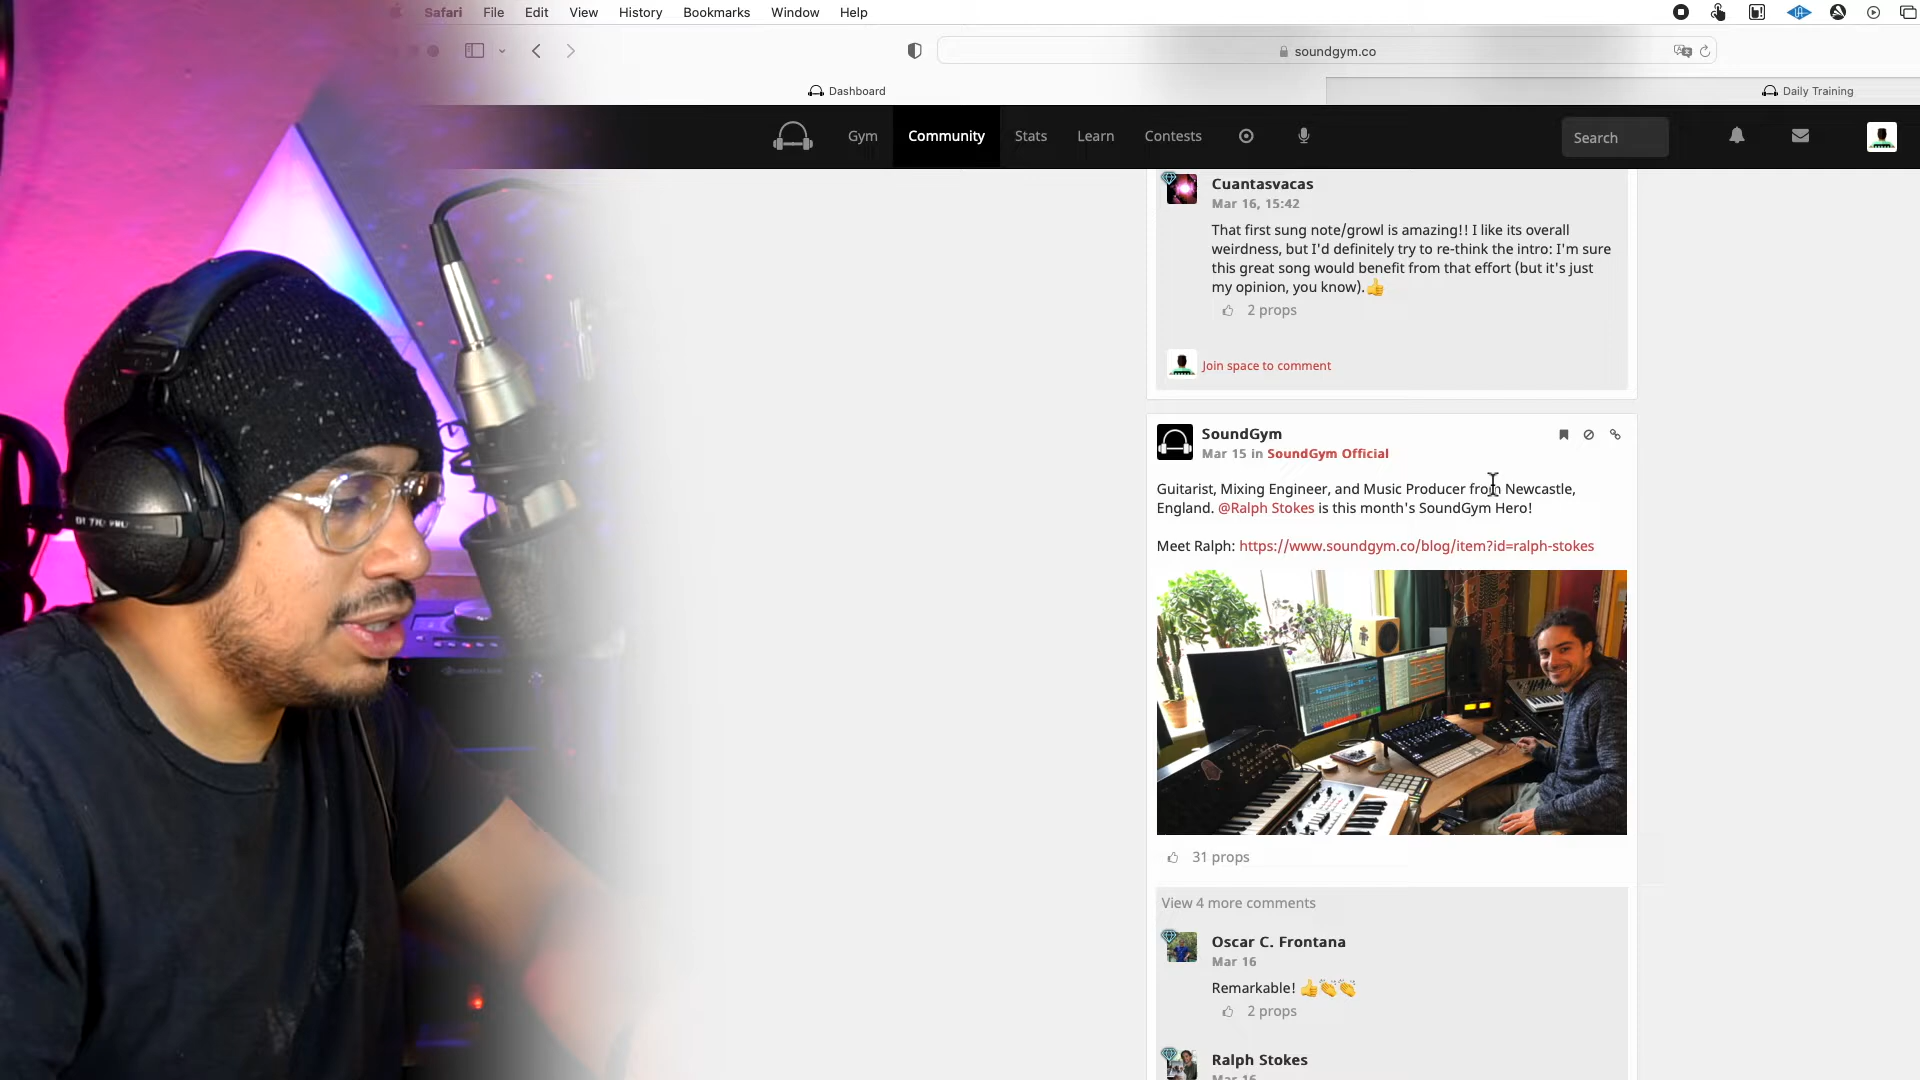 Safari File Edit View History Bookmarks Window Help
soundgym.co
Dashboard
Daily Training
Gym Community Stats Learn Contests
Search
Cuantasvacas
Mar 16, 15:42
That first sung note/growl is amazing!! I like its overall
weirdness, but I'd definitely try to re-think the intro: I'm sure
this great song would benefit from that effort (but it's just
my opinion, you know).👍
2 props
Join space to comment
SoundGym
Mar 15 in SoundGym Official
Guitarist, Mixing Engineer, and Music Producer from Newcastle,
England. @Ralph Stokes is this month's SoundGym Hero!
Meet Ralph: https://www.soundgym.co/blog/item?id=ralph-stokes
31 props
View 4 more comments
Oscar C. Frontana
Mar 16
Remarkable! 👍👏👏
2 props
Ralph Stokes
Mar 16